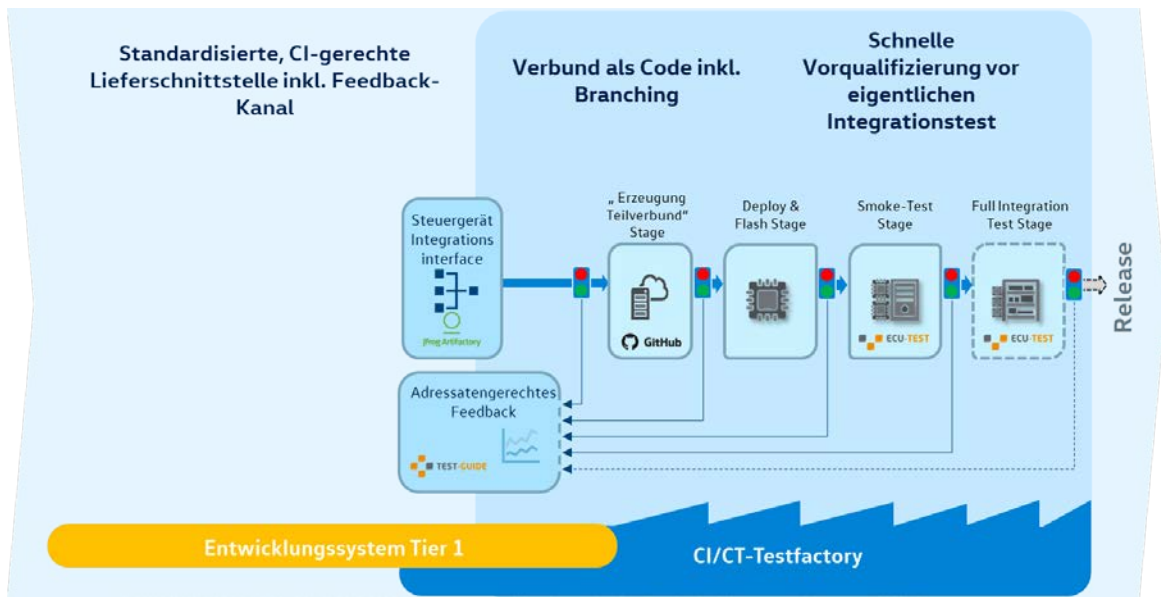 Standardisierte, CI-gerechte
Lieferschnittstelle inkl. Feedback-
Kanal
Verbund als Code inkl.
Branching
Schnelle
Vorqualifizierung vor
eigentlichen
Integrationstest
Steuergerät
Integrations
interface
JFrog Artifactory
„ Erzeugung
Teilverbund“
Stage
GitHub
Deploy &
Flash Stage
Smoke-Test
Stage
ECU-TEST
Full Integration
Test Stage
ECU-TEST
Release
Adressatengerechtes
Feedback
TEST-GUIDE
Entwicklungssystem Tier 1
CI/CT-Testfactory